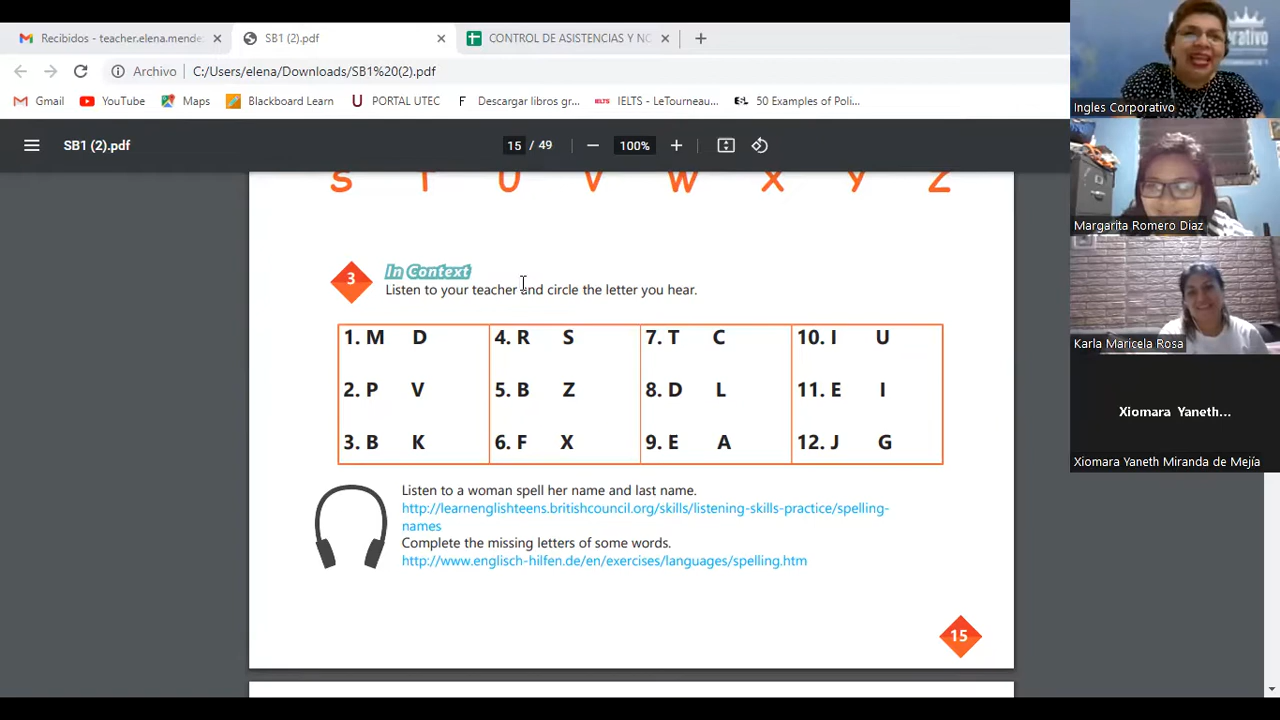 Recibidos - teacher.elena.mende
SB1 (2).pdf
CONTROL DE ASISTENCIAS Y NO
Archivo
C:/Users/elena/Downloads/SB1%20(2).pdf
Gmail
YouTube
Maps
Blackboard Learn
PORTAL UTEC
Descargar libros gr...
IELTS - LeTourneau...
50 Examples of Poli...
SB1 (2).pdf
15 / 49
100%
S T U V W X Y Z
3
In Context
Listen to your teacher and circle the letter you hear.
1. M D 4. R S 7. T C 10. I U
2. P V 5. B Z 8. D L 11. E I
3. B K 6. F X 9. E A 12. J G
Listen to a woman spell her name and last name.
http://learnenglishteens.britishcouncil.org/skills/listening-skills-practice/spelling-
names
Complete the missing letters of some words.
http://www.englisch-hilfen.de/en/exercises/languages/spelling.htm
15
Ingles Corporativo
Margarita Romero Diaz
Karla Maricela Rosa
Xiomara Yaneth...
Xiomara Yaneth Miranda de Mejía